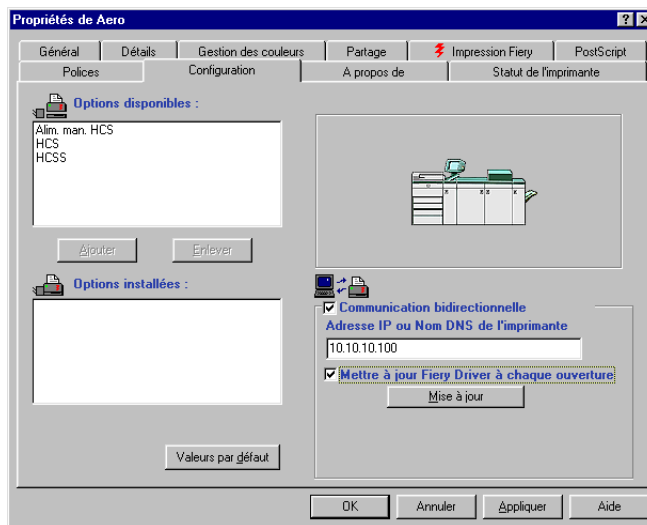 Propriétés de Aero
Général Détails Gestion des couleurs Partage Impression Fiery PostScript
Polices Configuration A propos de Statut de l'imprimante
Options disponibles :
Alim. man. HCS
HCS
HCSS
Ajouter Enlever
Options installées :
Communication bidirectionnelle
Adresse IP ou Nom DNS de l'imprimante
10.10.10.100
Mettre à jour Fiery Driver à chaque ouverture
Mise à jour
Valeurs par défaut
OK Annuler Appliquer Aide